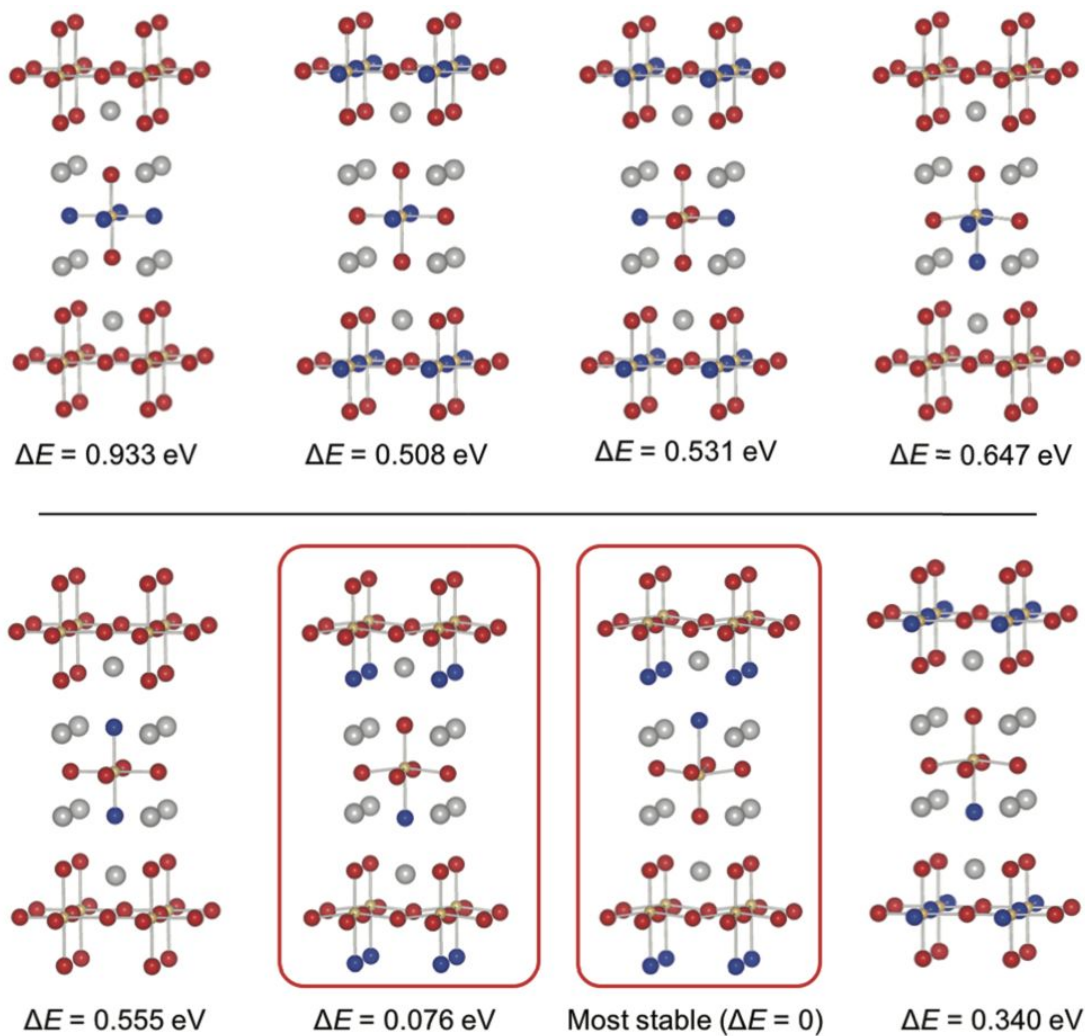 ΔE = 0.933 eV
ΔE = 0.508 eV
ΔE = 0.531 eV
ΔE = 0.647 eV
ΔE = 0.555 eV
ΔE = 0.076 eV
Most stable (ΔE = 0)
ΔE = 0.340 eV